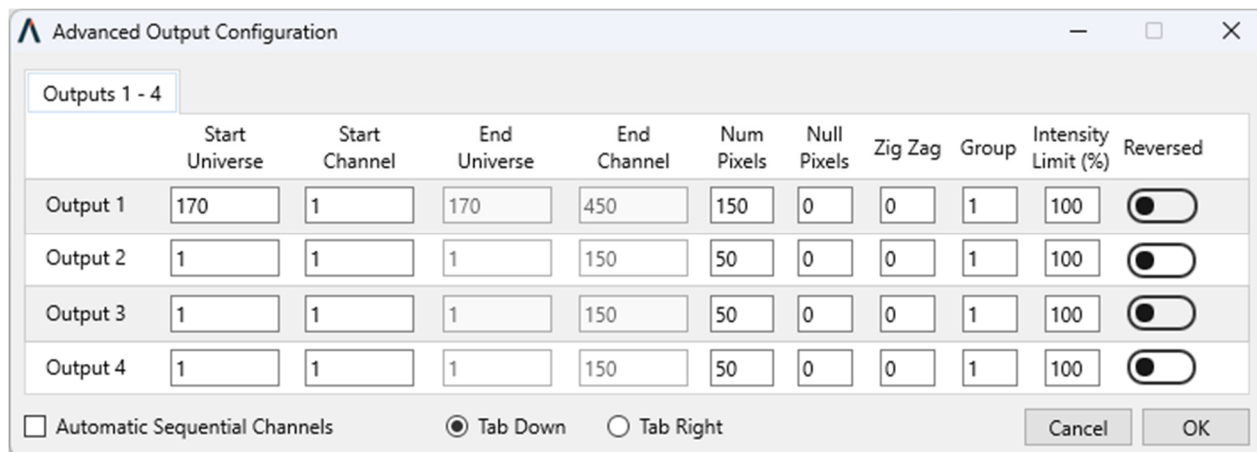 Advanced Output Configuration
Outputs 1 - 4
Start Universe Start Channel End Universe End Channel Num Pixels Null Pixels Zig Zag Group Intensity Limit (%) Reversed
Output 1 170 1 170 450 150 0 0 1 100
Output 2 1 1 1 150 50 0 0 1 100
Output 3 1 1 1 150 50 0 0 1 100
Output 4 1 1 1 150 50 0 0 1 100
Automatic Sequential Channels Tab Down Tab Right Cancel OK